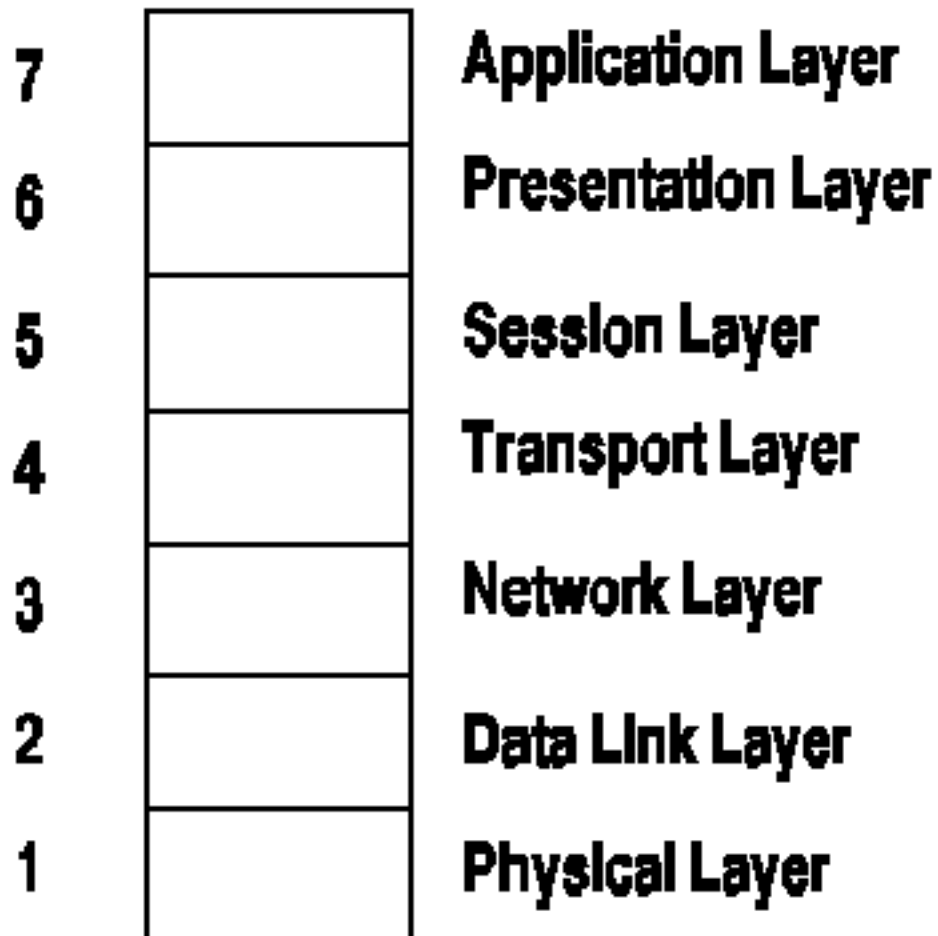 7 Application Layer
6 Presentation Layer
5 Session Layer
4 Transport Layer
3 Network Layer
2 Data Link Layer
1 Physical Layer